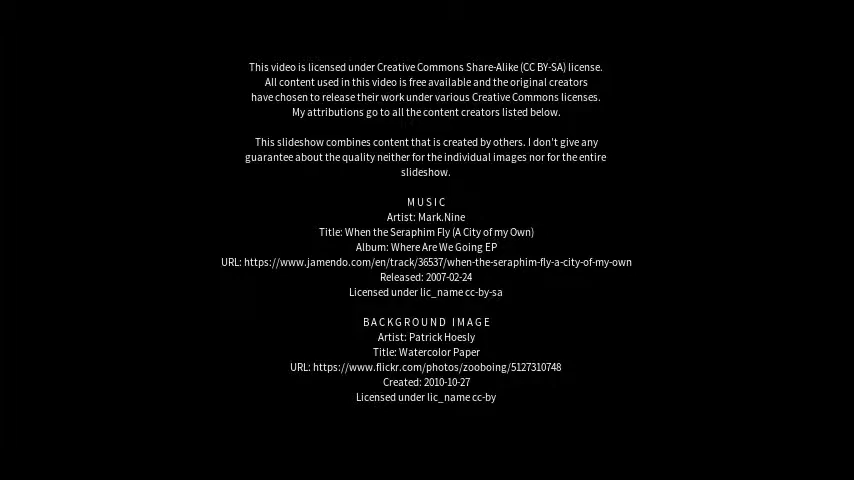 This video is licensed under Creative Commons Share-Alike (CC BY-SA) license.
All content used in this video is free available and the original creators
have chosen to release their work under various Creative Commons licenses.
My attributions go to all the content creators listed below.
This slideshow combines content that is created by others. I don't give any
guarantee about the quality neither for the individual images nor for the entire
slideshow.
MUSIC
Artist: Mark.Nine
Title: When the Seraphim Fly (A City of my Own)
Album: Where Are We Going EP
URL: https://www.jamendo.com/en/track/36537/when-the-seraphim-fly-a-city-of-my-own
Released: 2007-02-24
Licensed under lic_name cc-by-sa
BACKGROUND IMAGE
Artist: Patrick Hoesly
Title: Watercolor Paper
URL: https://www.flickr.com/photos/zooboing/5127310748
Created: 2010-10-27
Licensed under lic_name cc-by